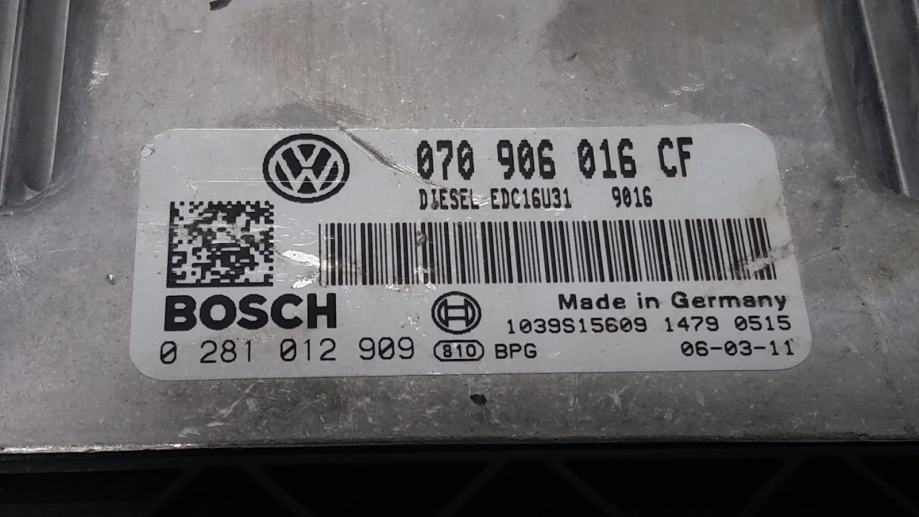 070 906 016 CF
DIESEL EDC16U31 9016
BOSCH
Made in Germany
1039S15609 1479 0515
0 281 012 909 810 BPG 06-03-11